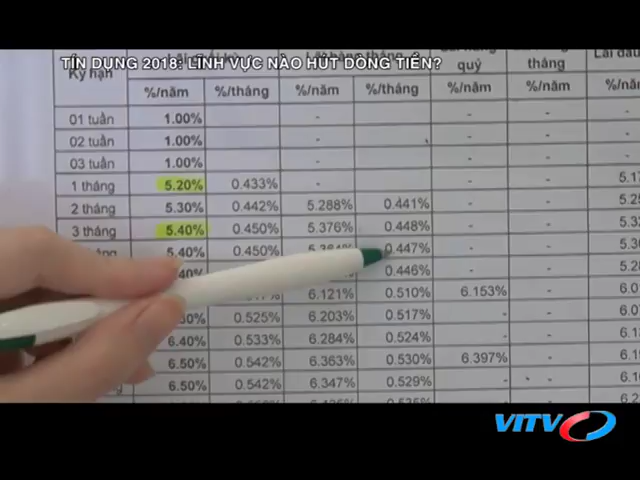 TÍN DỤNG 2018: LĨNH VỰC NÀO HÚT DÒNG TIỀN?
Kỳ hạn quý tháng
%/năm %/tháng %/năm %/tháng %/năm %/năm
01 tuần 1.00% - - -
02 tuần 1.00% - - -
03 tuần 1.00% - - -
1 tháng 5.20% 0.433% - - -
2 tháng 5.30% 0.442% 5.288% 0.441% - -
3 tháng 5.40% 0.450% 5.376% 0.448% - -
5.40% 0.450% 0.447% - -
0.446% - -
6.121% 0.510% 6.153% -
0.525% 6.203% 0.517% - -
6.40% 0.533% 6.284% 0.524% - -
6.50% 0.542% 6.363% 0.530% 6.397% -
6.50% 0.542% 6.347% 0.529% - -
VITV